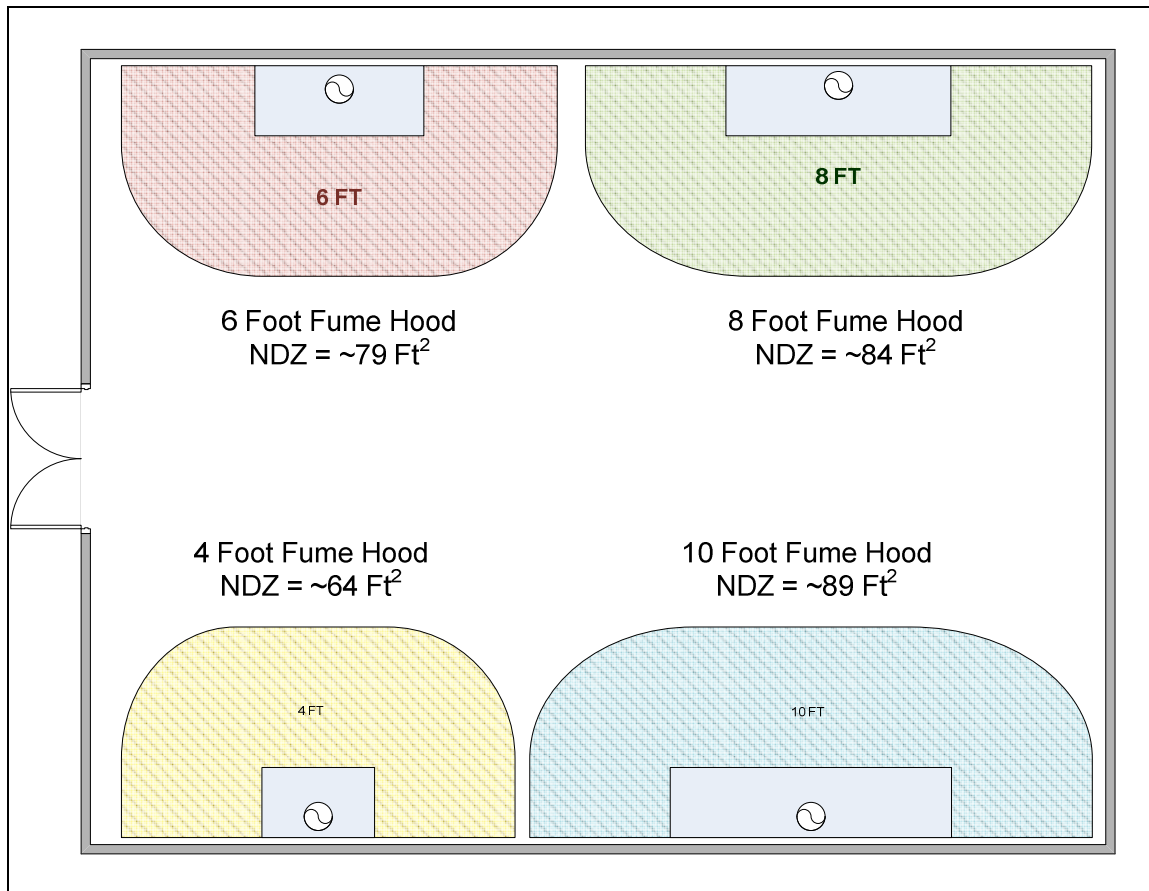 6 FT
8 FT
6 Foot Fume Hood
NDZ = ~79 Ft²
8 Foot Fume Hood
NDZ = ~84 Ft²
4 Foot Fume Hood
NDZ = ~64 Ft²
10 Foot Fume Hood
NDZ = ~89 Ft²
4 FT
10 FT